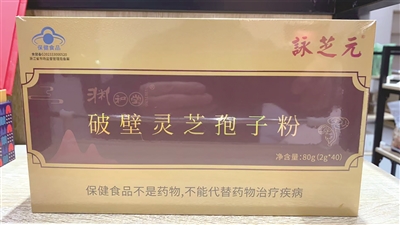 保健食品
詠芝元
破壁灵芝孢子粉
净含量:80g(2g*40)
保健食品不是药物,不能代替药物治疗疾病